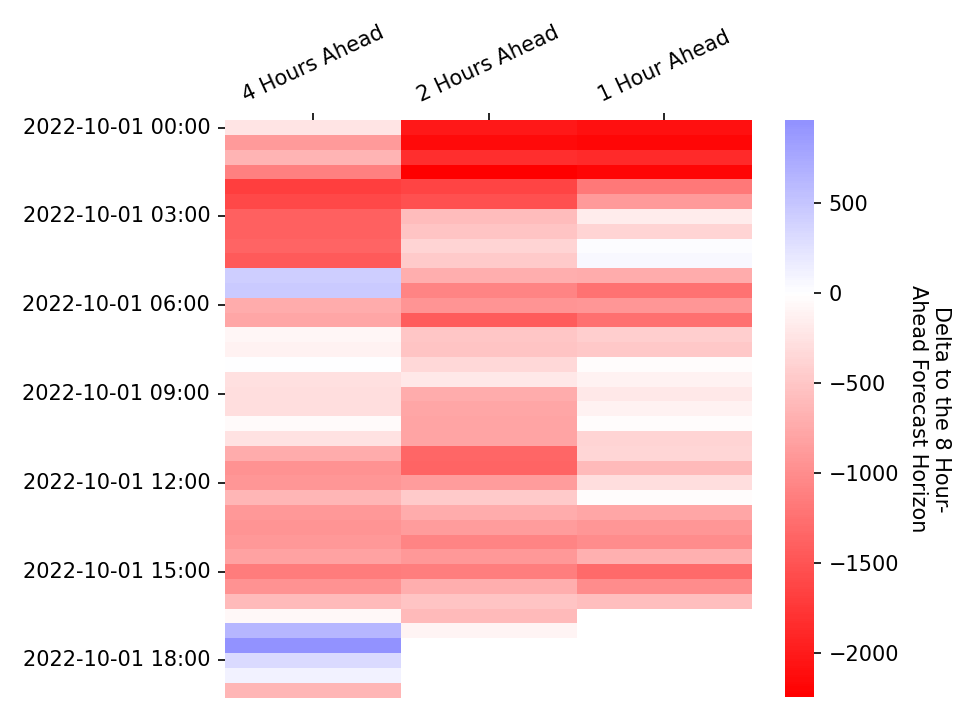 4 Hours Ahead
2 Hours Ahead
1 Hour Ahead
2022-10-01 00:00
2022-10-01 03:00
2022-10-01 06:00
2022-10-01 09:00
2022-10-01 12:00
2022-10-01 15:00
2022-10-01 18:00
500
0
−500
−1000
−1500
−2000
Delta to the 8 Hour-
Ahead Forecast Horizon